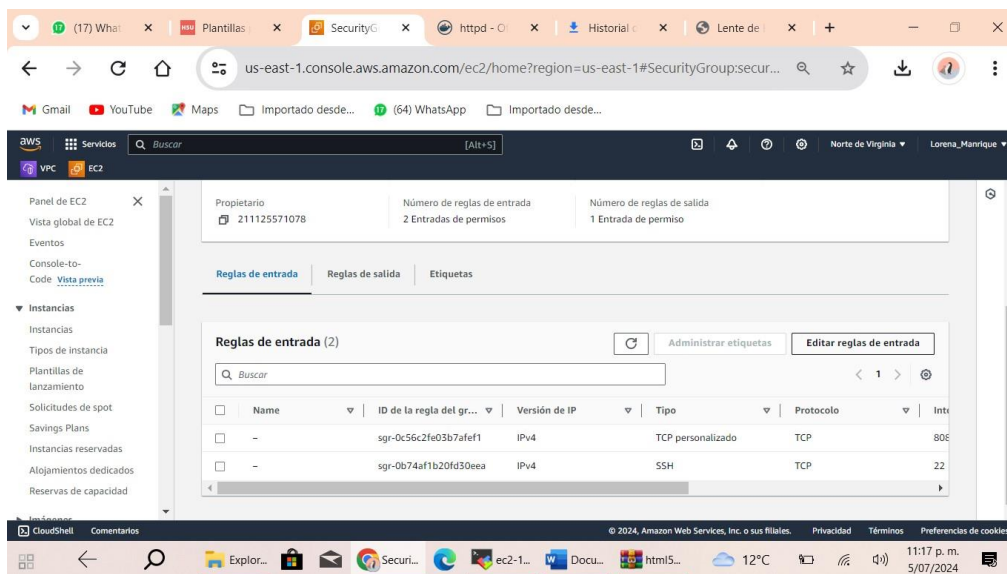 (17) What
Plantillas
SecurityG
httpd - O
Historial
Lente de
us-east-1.console.aws.amazon.com/ec2/home?region=us-east-1#SecurityGroup:secur...
Gmail YouTube Maps Importado desde... (64) WhatsApp Importado desde...
aws Servicios Buscar [Alt+S] Norte de Virginia Lorena_Manrique
VPC EC2
Panel de EC2
Vista global de EC2
Eventos
Console-to-
Code Vista previa
Instancias
Instancias
Tipos de instancia
Plantillas de
lanzamiento
Solicitudes de spot
Savings Plans
Instancias reservadas
Alojamientos dedicados
Reservas de capacidad
Imágenes
Propietario
211125571078
Número de reglas de entrada
2 Entradas de permisos
Número de reglas de salida
1 Entrada de permiso
Reglas de entrada Reglas de salida Etiquetas
Reglas de entrada (2) Administrar etiquetas Editar reglas de entrada
Buscar 1
Name ID de la regla del gr... Versión de IP Tipo Protocolo Inte
– sgr-0c56c2fe03b7afef1 IPv4 TCP personalizado TCP 808
– sgr-0b74af1b20fd30eea IPv4 SSH TCP 22
CloudShell Comentarios © 2024, Amazon Web Services, Inc. o sus filiales. Privacidad Términos Preferencias de cookies
Explor... Securi... ec2-1... Docu... html5... 12°C 11:17 p. m.
5/07/2024